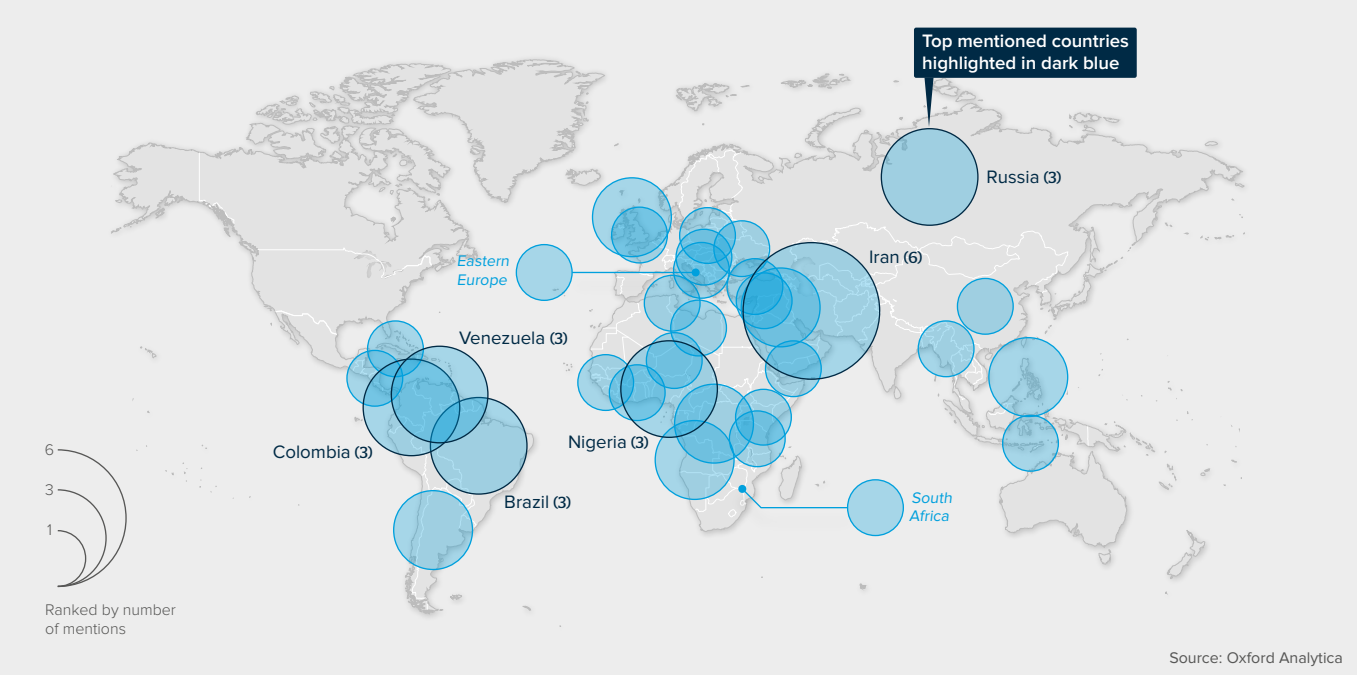 Top mentioned countries
highlighted in dark blue
Russia (3)
Iran (6)
Eastern
Europe
Venezuela (3)
Colombia (3)
Nigeria (3)
Brazil (3)
South
Africa
6
3
1
Ranked by number
of mentions
Source: Oxford Analytica